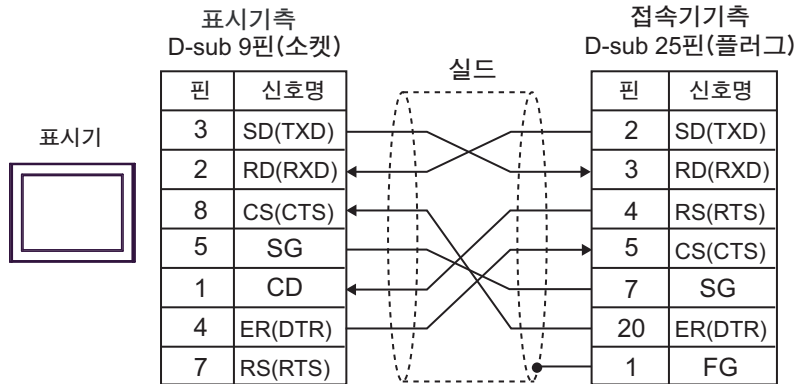 표시기측
D-sub 9핀(소켓)
접속기기측
D-sub 25핀(플러그)
실드
표시기
핀 신호명
3 SD(TXD)
2 RD(RXD)
8 CS(CTS)
5 SG
1 CD
4 ER(DTR)
7 RS(RTS)
핀 신호명
2 SD(TXD)
3 RD(RXD)
4 RS(RTS)
5 CS(CTS)
7 SG
20 ER(DTR)
1 FG